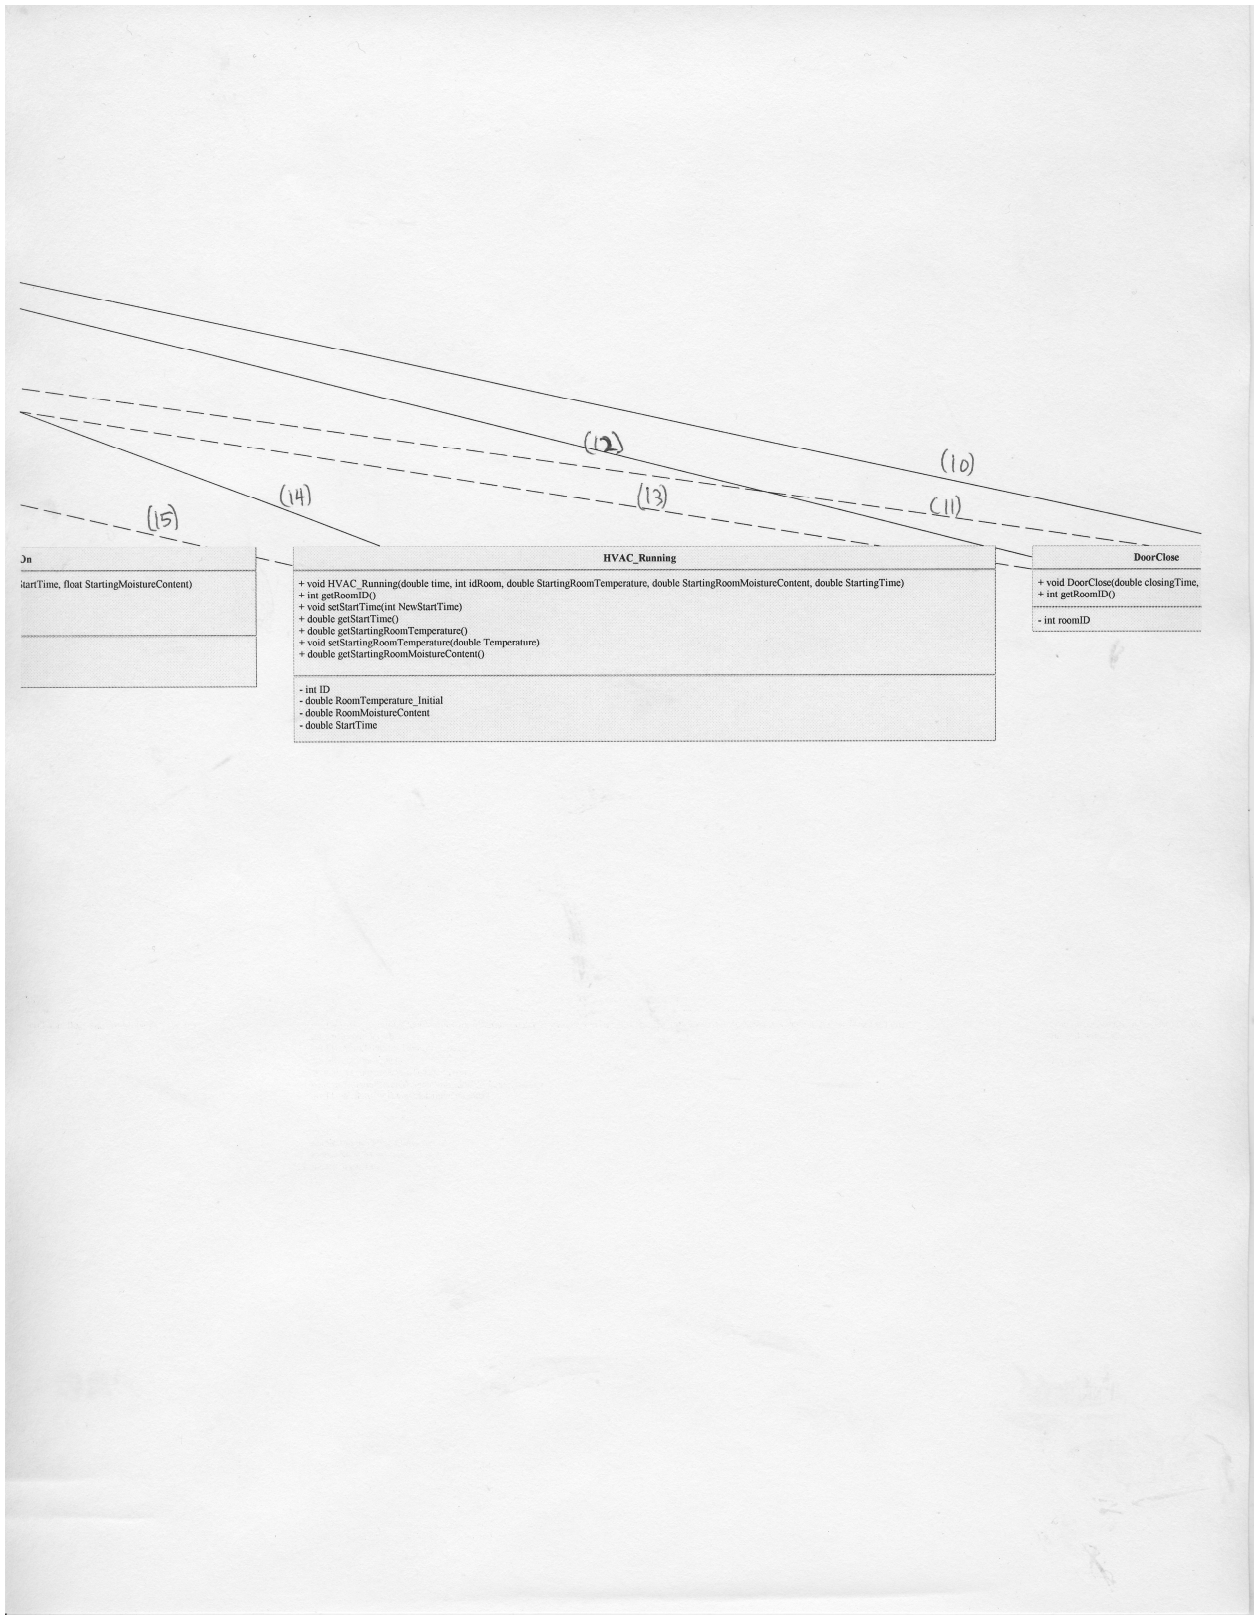 (12)
(10)
(14)
(13)
(11)
(15)
On
HVAC_Running
DoorClose
tartTime, float StartingMoistureContent)
+ void HVAC_Running(double time, int idRoom, double StartingRoomTemperature, double StartingRoomMoistureContent, double StartingTime)
+ int getRoomID()
+ void setStartTime(int NewStartTime)
+ double getStartTime()
+ double getStartingRoomTemperature()
+ void setStartingRoomTemperature(double Temperature)
+ double getStartingRoomMoistureContent()
- int ID
- double RoomTemperature_Initial
- double RoomMoistureContent
- double StartTime
+ void DoorClose(double closingTime,
+ int getRoomID()
- int roomID